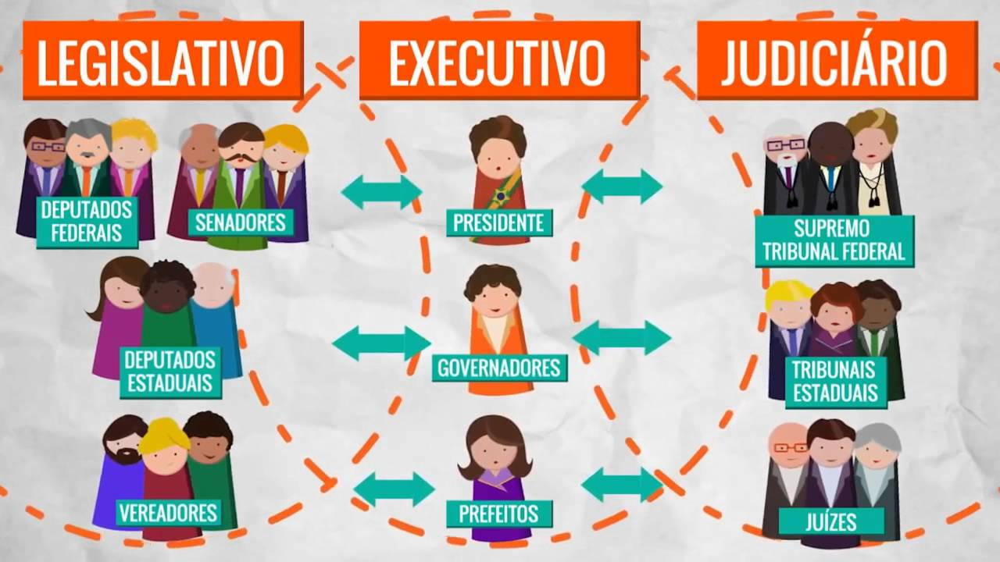 LEGISLATIVO
EXECUTIVO
JUDICIÁRIO
DEPUTADOS
FEDERAIS
SENADORES
PRESIDENTE
SUPREMO
TRIBUNAL FEDERAL
DEPUTADOS
ESTADUAIS
GOVERNADORES
TRIBUNAIS
ESTADUAIS
VEREADORES
PREFEITOS
JUÍZES